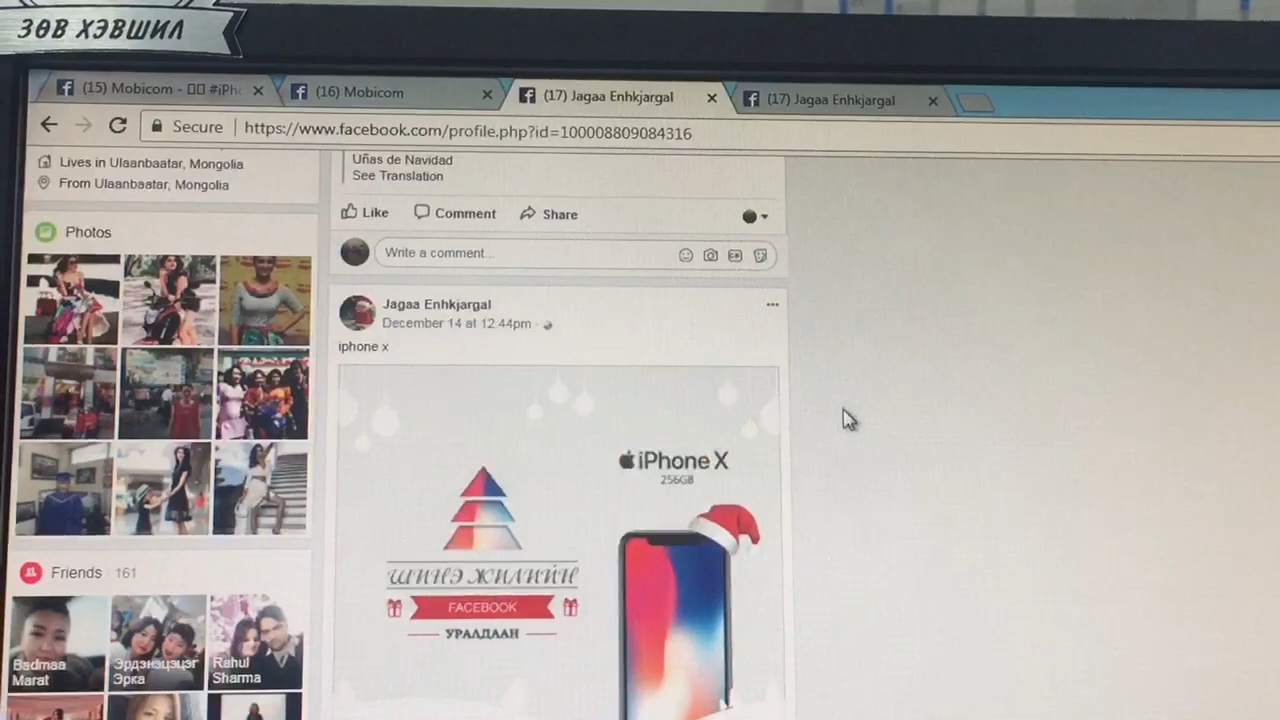 ЗӨВ ХЭВШИЛ
(15) Mobicom - #iPh
(16) Mobicom
(17) Jagaa Enhkjargal
(17) Jagaa Enhkjargal
Secure
https://www.facebook.com/profile.php?id=100008809084316
Lives in Ulaanbaatar, Mongolia
From Ulaanbaatar, Mongolia
Photos
Friends · 161
Badmaa
Marat
Эрдэнэцэцэг
Эрка
Rahul
Sharma
Uñas de Navidad
See Translation
Like
Comment
Share
Write a comment...
Jagaa Enhkjargal
December 14 at 12:44pm ·
iphone x
iPhone X
256GB
ШИНЭ ЖИЛИЙН
FACEBOOK
УРАЛДААН